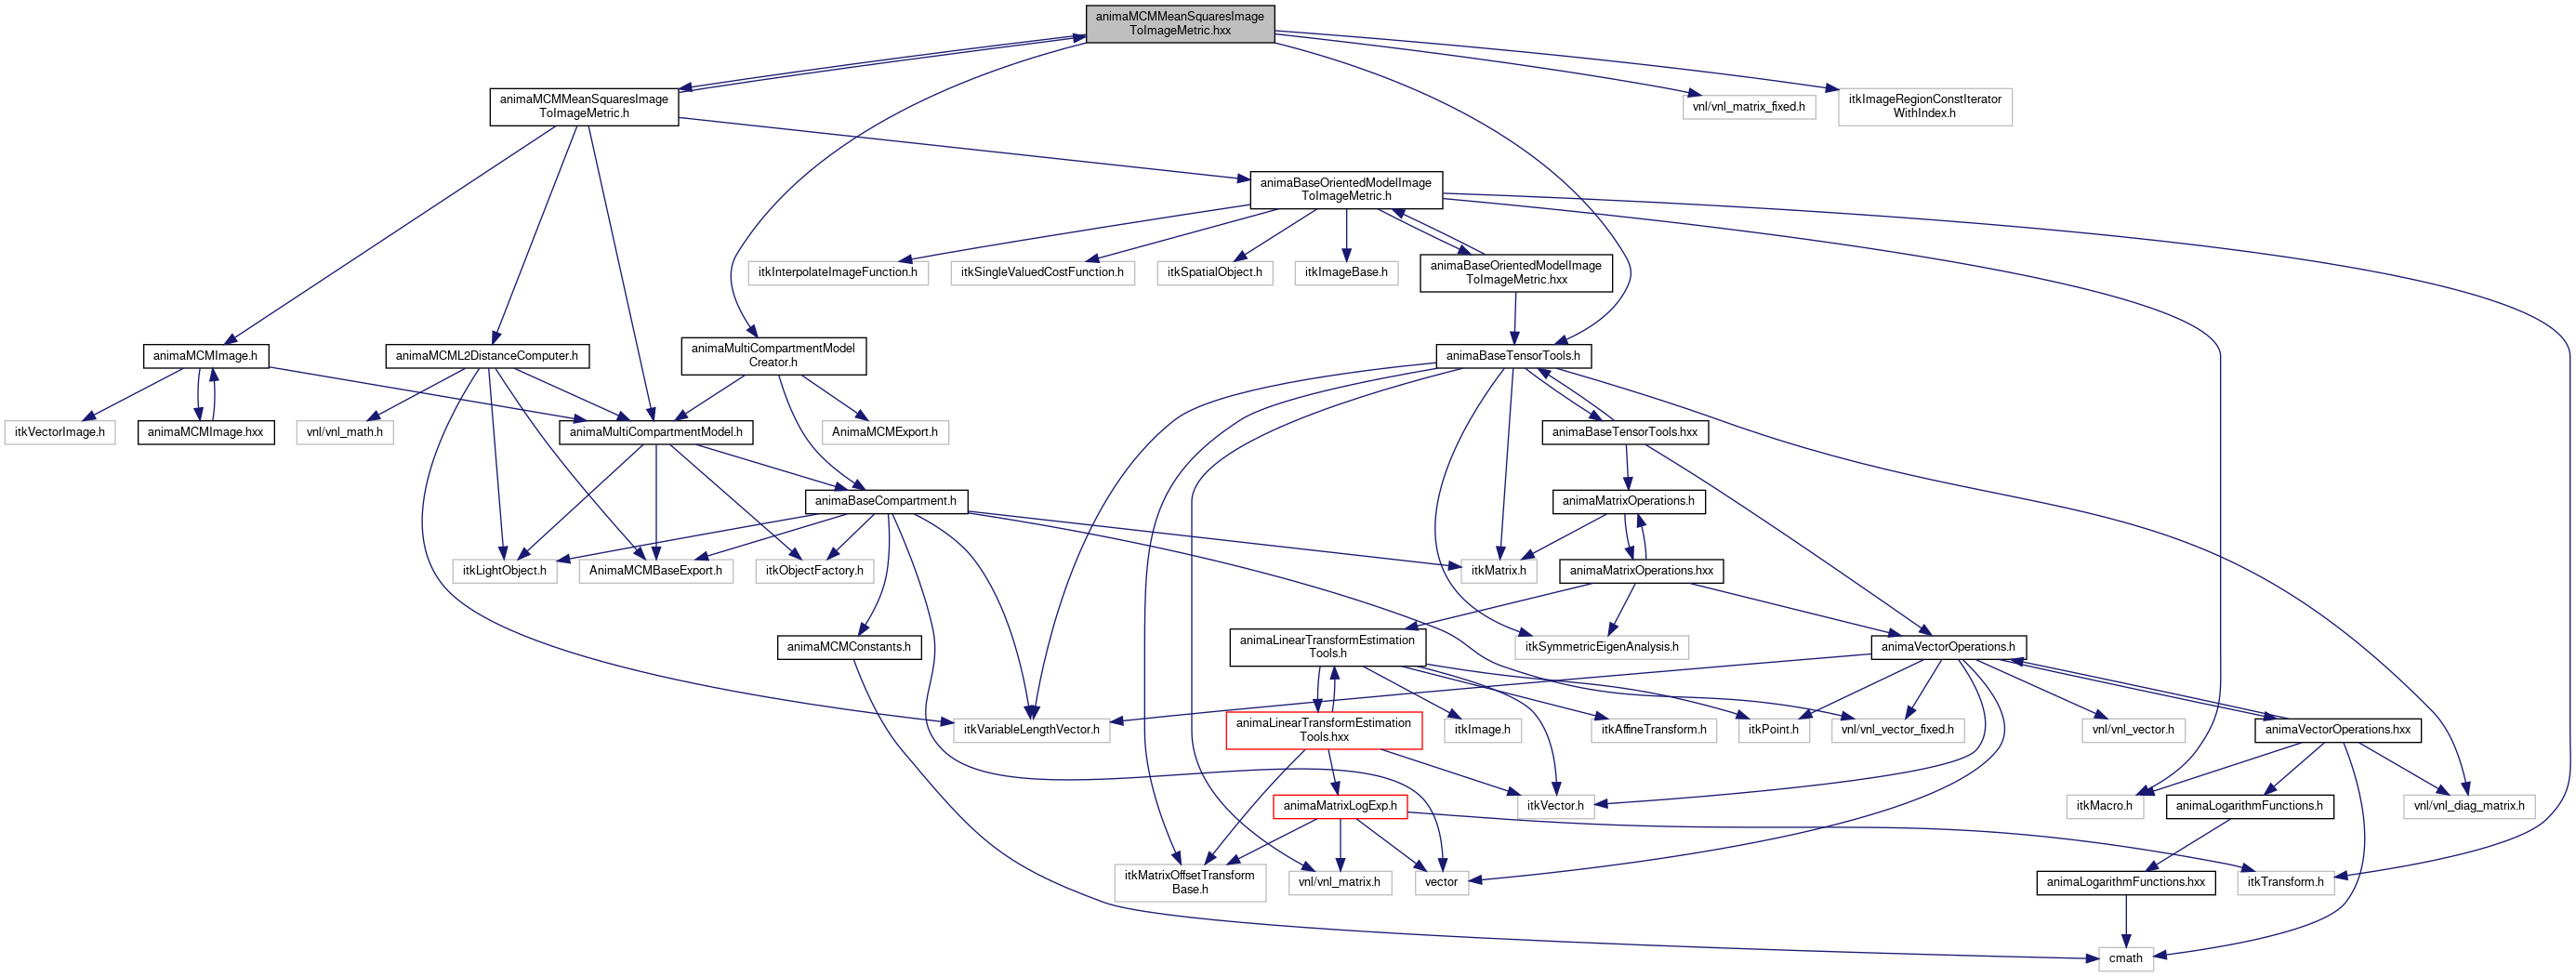 animaMCMMeanSquaresImage
ToImageMetric.hxx
animaMCMMeanSquaresImage
ToImageMetric.h
vnl/vnl_matrix_fixed.h
itkImageRegionConstIterator
WithIndex.h
animaBaseOrientedModelImage
ToImageMetric.h
itkInterpolateImageFunction.h
itkSingleValuedCostFunction.h
itkSpatialObject.h
itkImageBase.h
animaBaseOrientedModelImage
ToImageMetric.hxx
animaMCMImage.h
animaMCML2DistanceComputer.h
animaMultiCompartmentModel
Creator.h
animaBaseTensorTools.h
itkVectorImage.h
animaMCMImage.hxx
vnl/vnl_math.h
animaMultiCompartmentModel.h
AnimaMCMExport.h
animaBaseTensorTools.hxx
animaBaseCompartment.h
animaMatrixOperations.h
itkLightObject.h
AnimaMCMBaseExport.h
itkObjectFactory.h
itkMatrix.h
animaMatrixOperations.hxx
animaMCMConstants.h
animaLinearTransformEstimation
Tools.h
itkSymmetricEigenAnalysis.h
animaVectorOperations.h
itkVariableLengthVector.h
animaLinearTransformEstimation
Tools.hxx
itkImage.h
itkAffineTransform.h
itkPoint.h
vnl/vnl_vector_fixed.h
vnl/vnl_vector.h
animaVectorOperations.hxx
animaMatrixLogExp.h
itkVector.h
itkMacro.h
animaLogarithmFunctions.h
vnl/vnl_diag_matrix.h
itkMatrixOffsetTransform
Base.h
vnl/vnl_matrix.h
vector
animaLogarithmFunctions.hxx
itkTransform.h
cmath